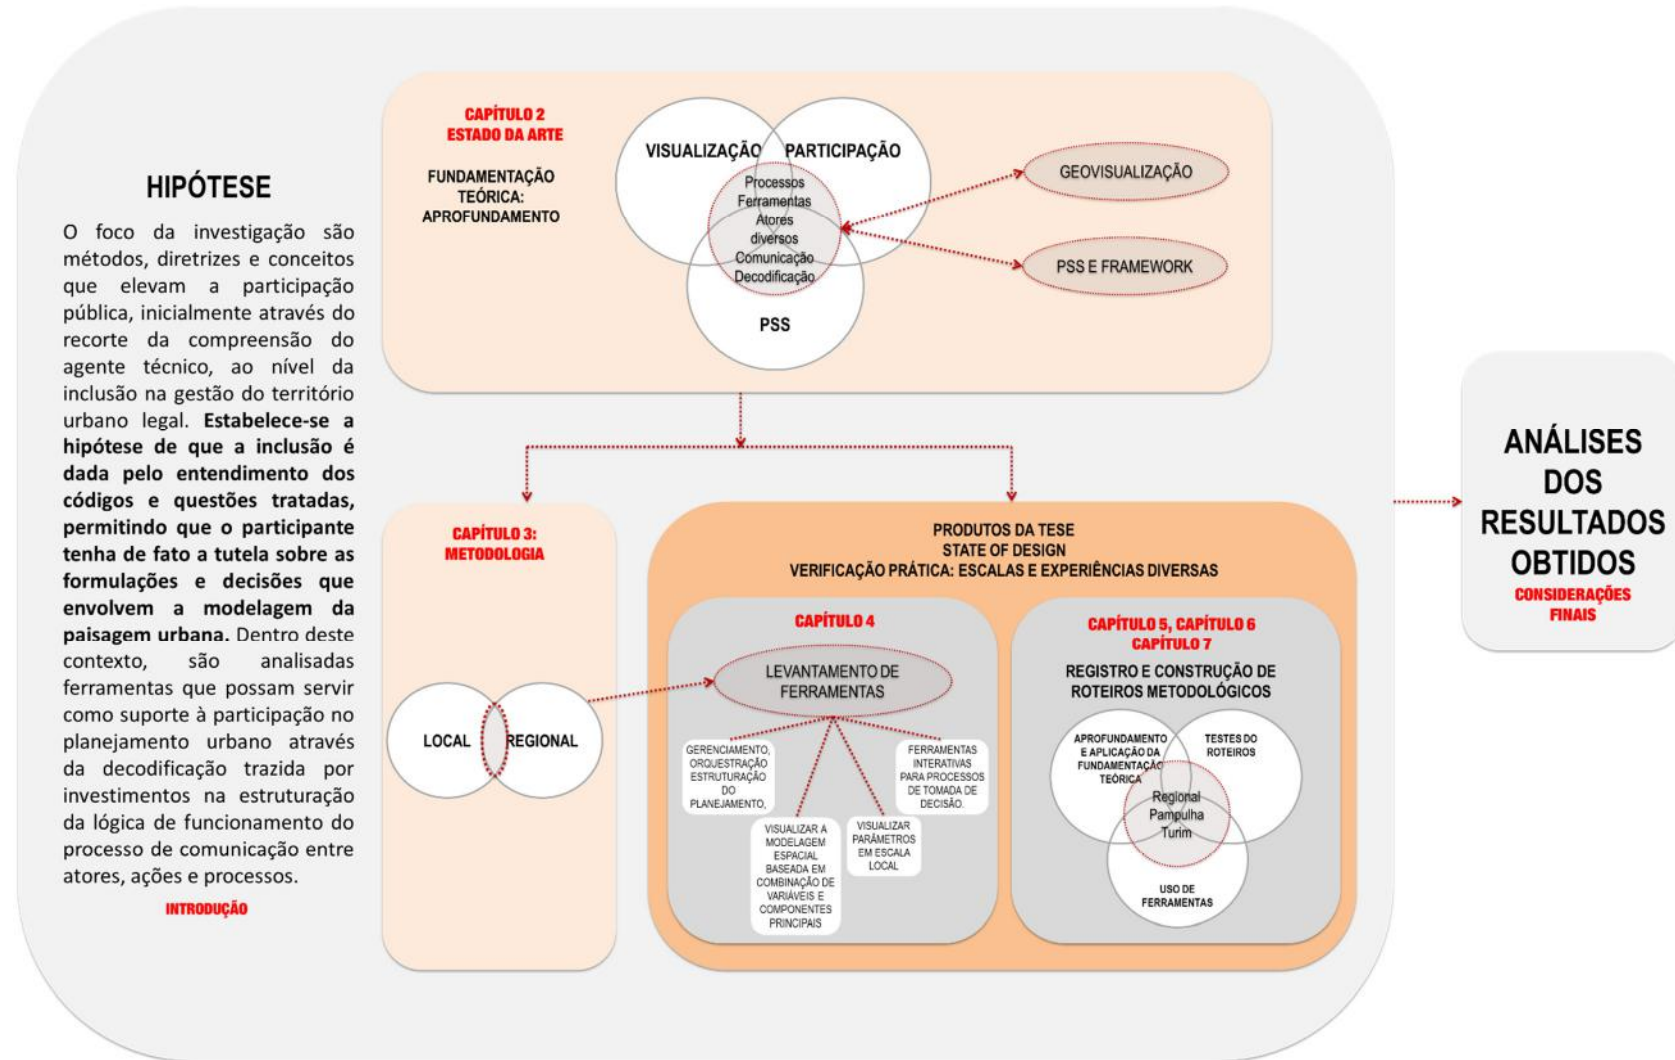 HIPÓTESE
O foco da investigação são
métodos, diretrizes e conceitos
que elevam a participação
pública, inicialmente através do
recorte da compreensão do
agente técnico, ao nível da
inclusão na gestão do território
urbano legal. Estabelece-se a
hipótese de que a inclusão é
dada pelo entendimento dos
códigos e questões tratadas,
permitindo que o participante
tenha de fato a tutela sobre as
formulações e decisões que
envolvem a modelagem da
paisagem urbana. Dentro deste
contexto, são analisadas
ferramentas que possam servir
como suporte à participação no
planejamento urbano através
da decodificação trazida por
investimentos na estruturação
da lógica de funcionamento do
processo de comunicação entre
atores, ações e processos.
INTRODUÇÃO
CAPÍTULO 2
ESTADO DA ARTE
FUNDAMENTAÇÃO
TEÓRICA:
APROFUNDAMENTO
VISUALIZAÇÃO
PARTICIPAÇÃO
Processos
Ferramentas
Atores
diversos
Comunicação
Decodificação
PSS
GEOVISUALIZAÇÃO
PSS E FRAMEWORK
CAPÍTULO 3:
METODOLOGIA
LOCAL
REGIONAL
PRODUTOS DA TESE
STATE OF DESIGN
VERIFICAÇÃO PRÁTICA: ESCALAS E EXPERIÊNCIAS DIVERSAS
CAPÍTULO 4
LEVANTAMENTO DE
FERRAMENTAS
GERENCIAMENTO,
ORQUESTRAÇÃO
ESTRUTURAÇÃO
DO
PLANEJAMENTO,
VISUALIZAR A
MODELAGEM
ESPACIAL
BASEADA EM
COMBINAÇÃO DE
VARIÁVEIS E
COMPONENTES
PRINCIPAIS
VISUALIZAR
PARÂMETROS
EM ESCALA
LOCAL
FERRAMENTAS
INTERATIVAS
PARA PROCESSOS
DE TOMADA DE
DECISÃO.
CAPÍTULO 5, CAPÍTULO 6
CAPÍTULO 7
REGISTRO E CONSTRUÇÃO DE
ROTEIROS METODOLÓGICOS
APROFUNDAMENTO
E APLICAÇÃO DA
FUNDAMENTAÇÃO
TEÓRICA
TESTES DO
ROTEIROS
Regional
Pampulha
Turim
USO DE
FERRAMENTAS
ANÁLISES
DOS
RESULTADOS
OBTIDOS
CONSIDERAÇÕES
FINAIS